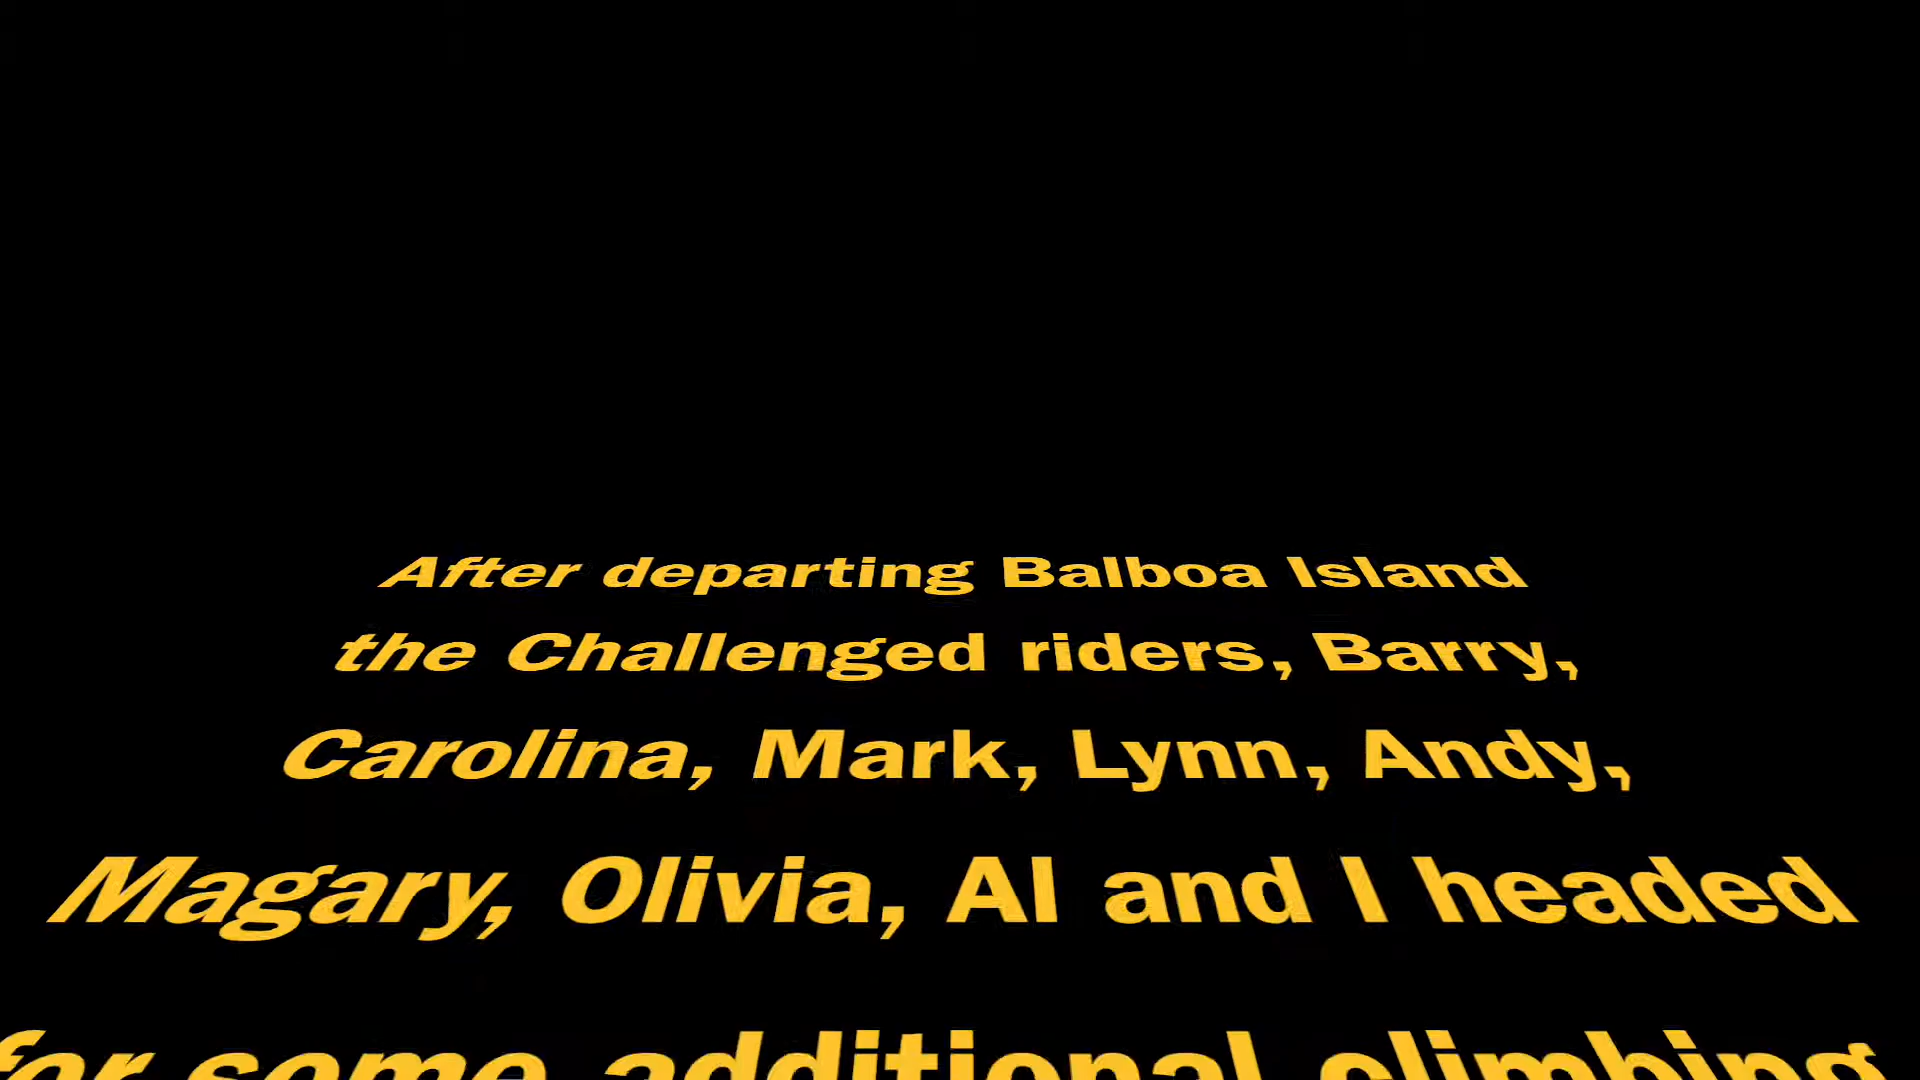 After departing Balboa Island
the Challenged riders, Barry,
Carolina, Mark, Lynn, Andy,
Magary, Olivia, Al and I headed
for some additional climbing